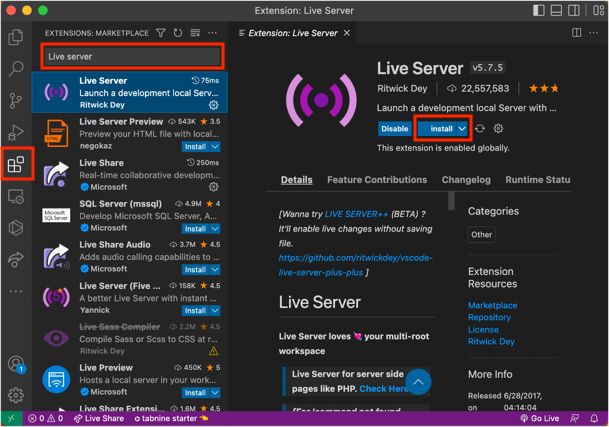 Extension: Live Server
EXTENSIONS: MARKETPLACE
Live server
Live Server
75ms
Launch a development local Serv...
Ritwick Dey
Live Server Preview
543K ★ 3.5
Preview your HTML file with local...
negokaz
Install
Live Share
250ms
Real-time collaborative developm...
Microsoft
Microsoft
SQL Server
SQL Server (mssql)
4.9M ★ 4
Develop Microsoft SQL Server, A...
Microsoft
Install
Live Share Audio
3.7M ★ 4.5
Adds audio calling capabilities to ...
Microsoft
Install
Live Server (Five ...
158K ★ 4.5
A better Live Server with instant ...
Yannick
Install
Live Sass Compiler
2.2M ★ 4.5
Compile Sass or Scss to CSS at r...
Ritwick Dey
Live Preview
450K ★ 5
Hosts a local server in your work...
Microsoft
Install
Live Server Extensi...
1.6M ★ 4.5
1
Extension: Live Server
Live Server
v5.7.5
Ritwick Dey
22,557,583
★★
Launch a development local Server with ...
Disable
Install
This extension is enabled globally.
Details
Feature Contributions
Changelog
Runtime Statu
[Wanna try LIVE SERVER++ (BETA) ?
It'll enable live changes without saving
file.
https://github.com/ritwickdey/vscode-
live-server-plus-plus ]
Live Server
Live Server loves 💘 your multi-root
workspace
Live Server for server side
pages like PHP. Check Here
Categories
Other
Extension
Resources
Marketplace
Repository
License
Ritwick Dey
More Info
Released 6/28/2017,
on 04:14:04
0 0
Live Share
tabnine starter
Go Live